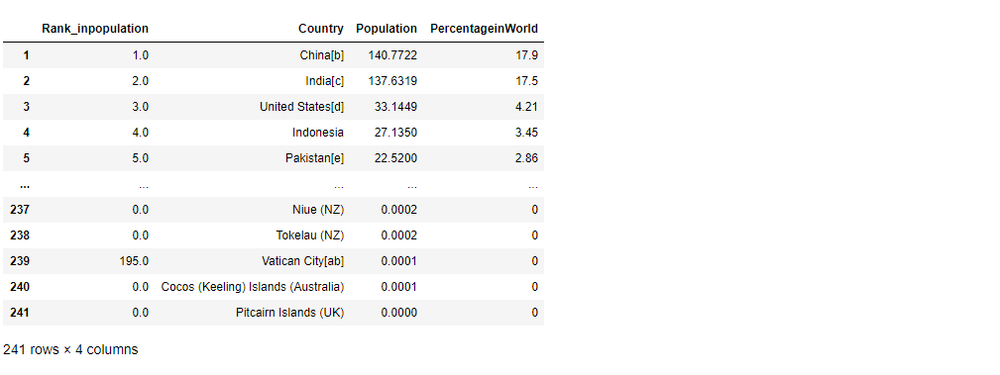 Rank_inpopulation Country Population PercentageinWorld
1 1.0 China[b] 140.7722 17.9
2 2.0 India[c] 137.6319 17.5
3 3.0 United States[d] 33.1449 4.21
4 4.0 Indonesia 27.1350 3.45
5 5.0 Pakistan[e] 22.5200 2.86
... ... ... ... ...
237 0.0 Niue (NZ) 0.0002 0
238 0.0 Tokelau (NZ) 0.0002 0
239 195.0 Vatican City[ab] 0.0001 0
240 0.0 Cocos (Keeling) Islands (Australia) 0.0001 0
241 0.0 Pitcairn Islands (UK) 0.0000 0
241 rows × 4 columns